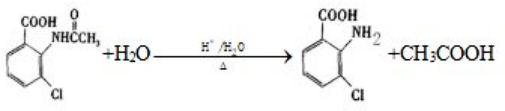 COOH O
NHCCH₃ +H₂O H⁺/H₂O △ COOH NH₂ +CH₃COOH
Cl Cl